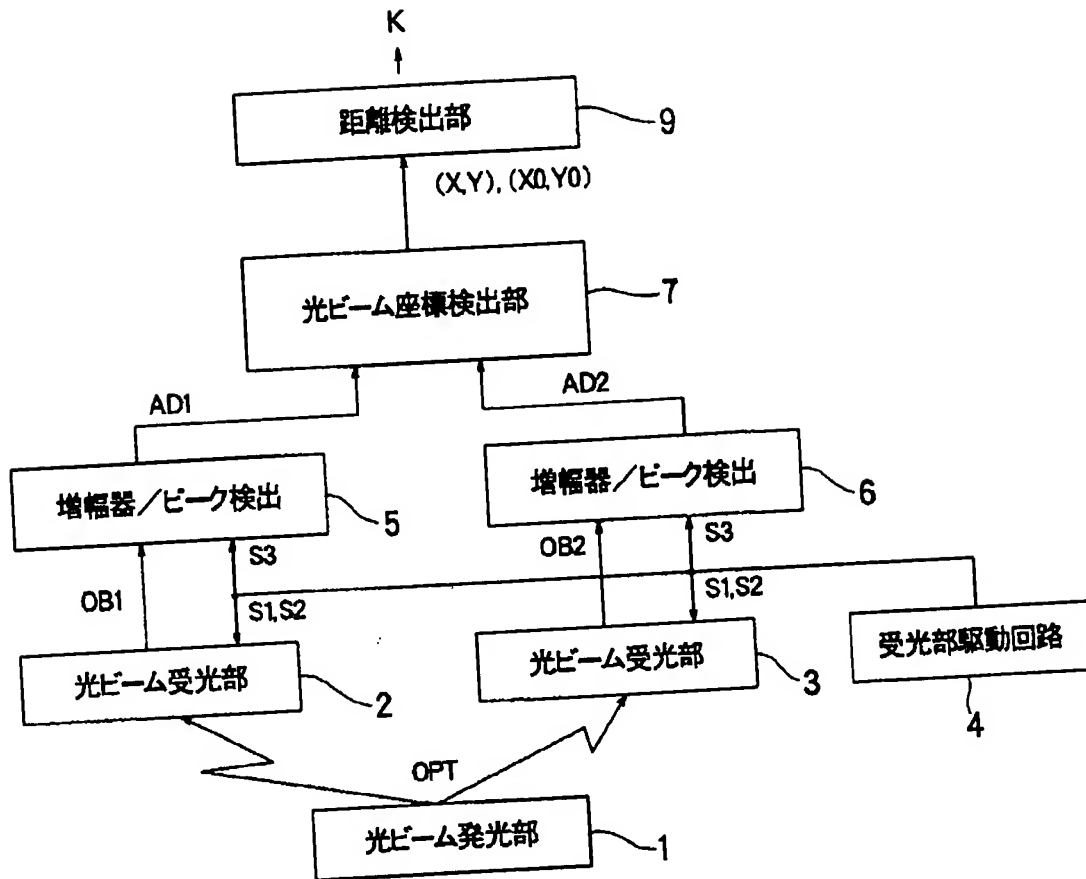 K
距離検出部
9
(X,Y), (X0,Y0)
光ビーム座標検出部
7
AD1
AD2
増幅器/ピーク検出
5
増幅器/ピーク検出
6
OB1
S3
S1,S2
OB2
S3
S1,S2
光ビーム受光部
2
光ビーム受光部
3
受光部駆動回路
4
OPT
光ビーム発光部
1